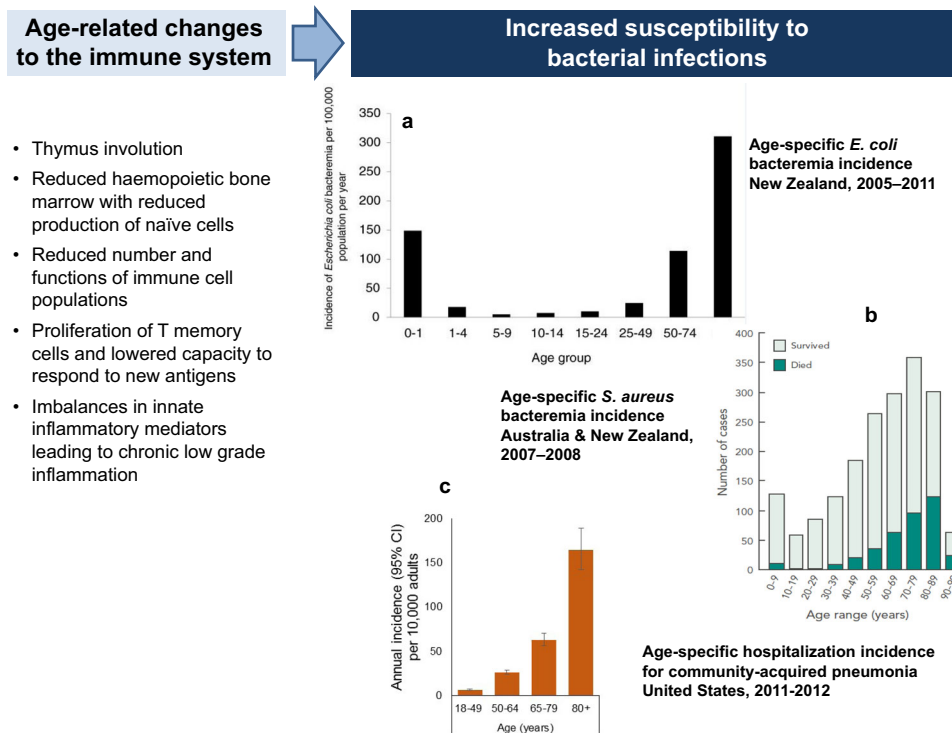 Age-related changes
to the immune system
Increased susceptibility to
bacterial infections
• Thymus involution
• Reduced haemopoietic bone
marrow with reduced
production of naïve cells
• Reduced number and
functions of immune cell
populations
• Proliferation of T memory
cells and lowered capacity to
respond to new antigens
• Imbalances in innate
inflammatory mediators
leading to chronic low grade
inflammation
a
Incidence of Escherichia coli bacteremia per 100,000
population per year
350
300
250
200
150
100
50
0
0-1 1-4 5-9 10-14 15-24 25-49 50-74
Age group
Age-specific E. coli
bacteremia incidence
New Zealand, 2005–2011
b
Number of cases
400
350
300
250
200
150
100
50
0
Survived
Died
0-9 10-19 20-29 30-39 40-49 50-59 60-69 70-79 80-89
Age range (years)
Age-specific S. aureus
bacteremia incidence
Australia & New Zealand,
2007–2008
c
Annual incidence (95% CI)
per 10,000 adults
200
150
100
50
0
18-49 50-64 65-79 80+
Age (years)
Age-specific hospitalization incidence
for community-acquired pneumonia
United States, 2011-2012